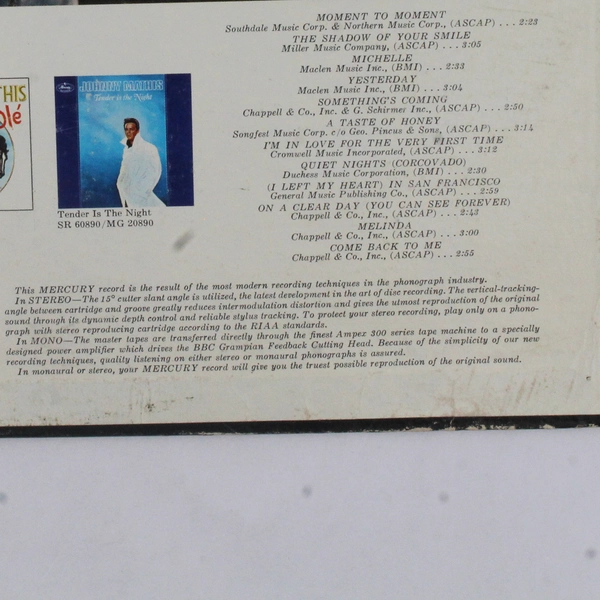 THIS
olé
JOHNNY MATHIS
Tender is the Night
Tender Is The Night
SR 60890/MG 20890
MOMENT TO MOMENT
Southdale Music Corp. & Northern Music Corp., (ASCAP) . . . 2:23
THE SHADOW OF YOUR SMILE
Miller Music Company, (ASCAP) . . . 3:05
MICHELLE
Maclen Music Inc., (BMI) . . . 2:33
YESTERDAY
Maclen Music Inc., (BMI) . . . 3:04
SOMETHING'S COMING
Chappell & Co., Inc. & G. Schirmer Inc., (ASCAP) . . . 2:50
A TASTE OF HONEY
Songfest Music Corp. c/o Geo. Pincus & Sons, (ASCAP) . . . 3:14
I'M IN LOVE FOR THE VERY FIRST TIME
Cromwell Music Incorporated, (ASCAP) . . . 3:12
QUIET NIGHTS (CORCOVADO)
Duchess Music Corporation, (BMI) . . . 2:30
(I LEFT MY HEART) IN SAN FRANCISCO
General Music Publishing Co., (ASCAP) . . . 2:59
ON A CLEAR DAY (YOU CAN SEE FOREVER)
Chappell & Co., Inc., (ASCAP) . . . 2:43
MELINDA
Chappell & Co., Inc., (ASCAP) . . . 3:00
COME BACK TO ME
Chappell & Co., Inc., (ASCAP) . . . 2:55
This MERCURY record is the result of the most modern recording techniques in the phonograph industry.
In STEREO—The 15° cutter slant angle is utilized, the latest development in the art of disc recording. The vertical-tracking-
angle between cartridge and groove greatly reduces intermodulation distortion and gives the utmost reproduction of the original
sound through its dynamic depth control and reliable stylus tracking. To protect your stereo recording, play only on a phono-
graph with stereo reproducing cartridge according to the RIAA standards.
In MONO—The master tapes are transferred directly through the finest Ampex 300 series tape machine to a specially
designed power amplifier which drives the BBC Grampian Feedback Cutting Head. Because of the simplicity of our new
recording techniques, quality listening on either stereo or monaural phonographs is assured.
In monaural or stereo, your MERCURY record will give you the truest possible reproduction of the original sound.